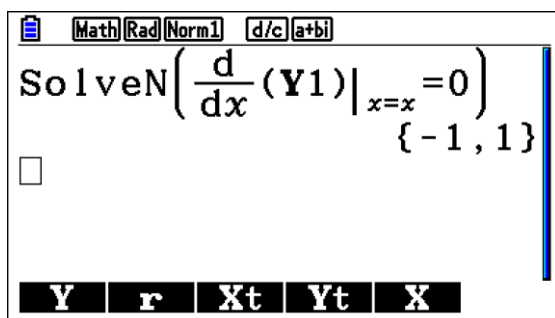 Math Rad Norm1 d/c a+bi
SolveN(d/dx(Y1)|x=x=0)
{-1,1}
Y r Xt Yt X